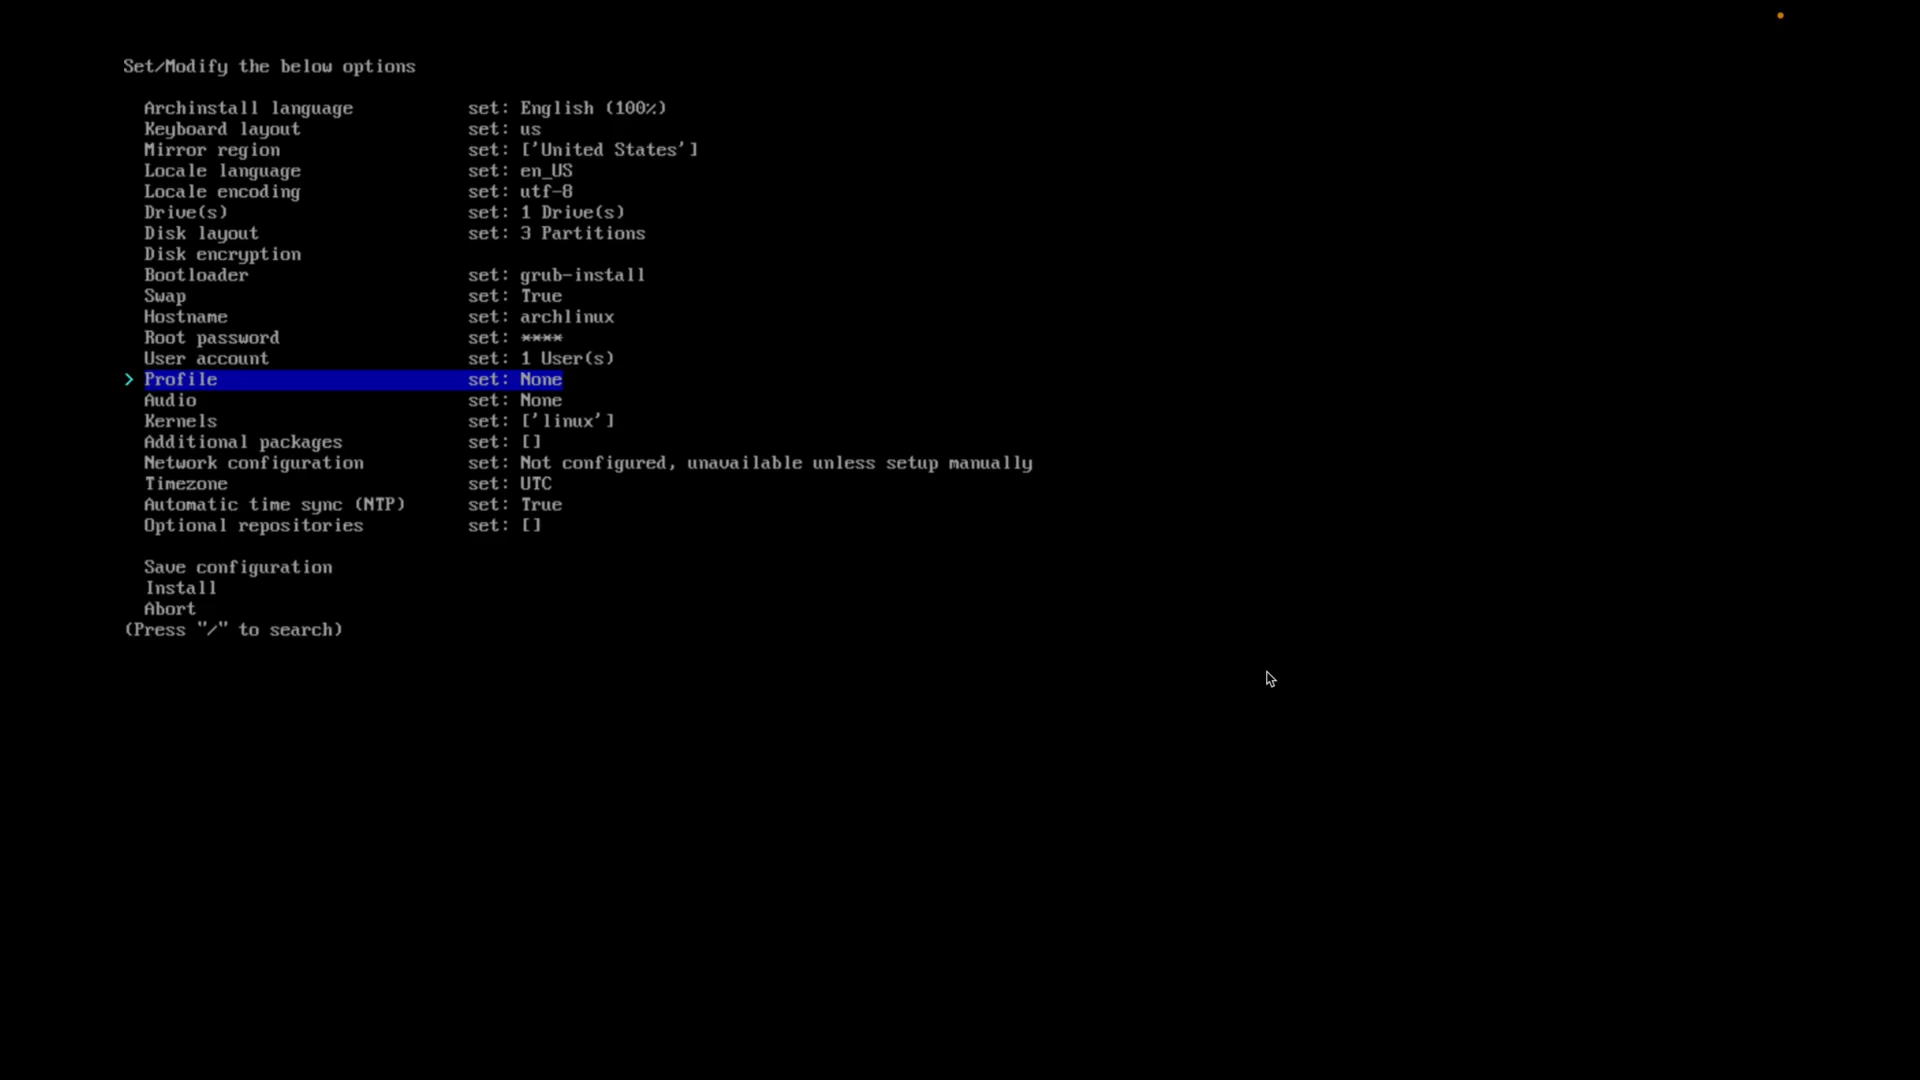 Set/Modify the below options
Archinstall language set: English (100%)
Keyboard layout set: us
Mirror region set: ['United States']
Locale language set: en_US
Locale encoding set: utf-8
Drive(s) set: 1 Drive(s)
Disk layout set: 3 Partitions
Disk encryption
Bootloader set: grub-install
Swap set: True
Hostname set: archlinux
Root password set: ****
User account set: 1 User(s)
> Profile set: None
Audio set: None
Kernels set: ['linux']
Additional packages set: []
Network configuration set: Not configured, unavailable unless setup manually
Timezone set: UTC
Automatic time sync (NTP) set: True
Optional repositories set: []
Save configuration
Install
Abort
(Press "/" to search)